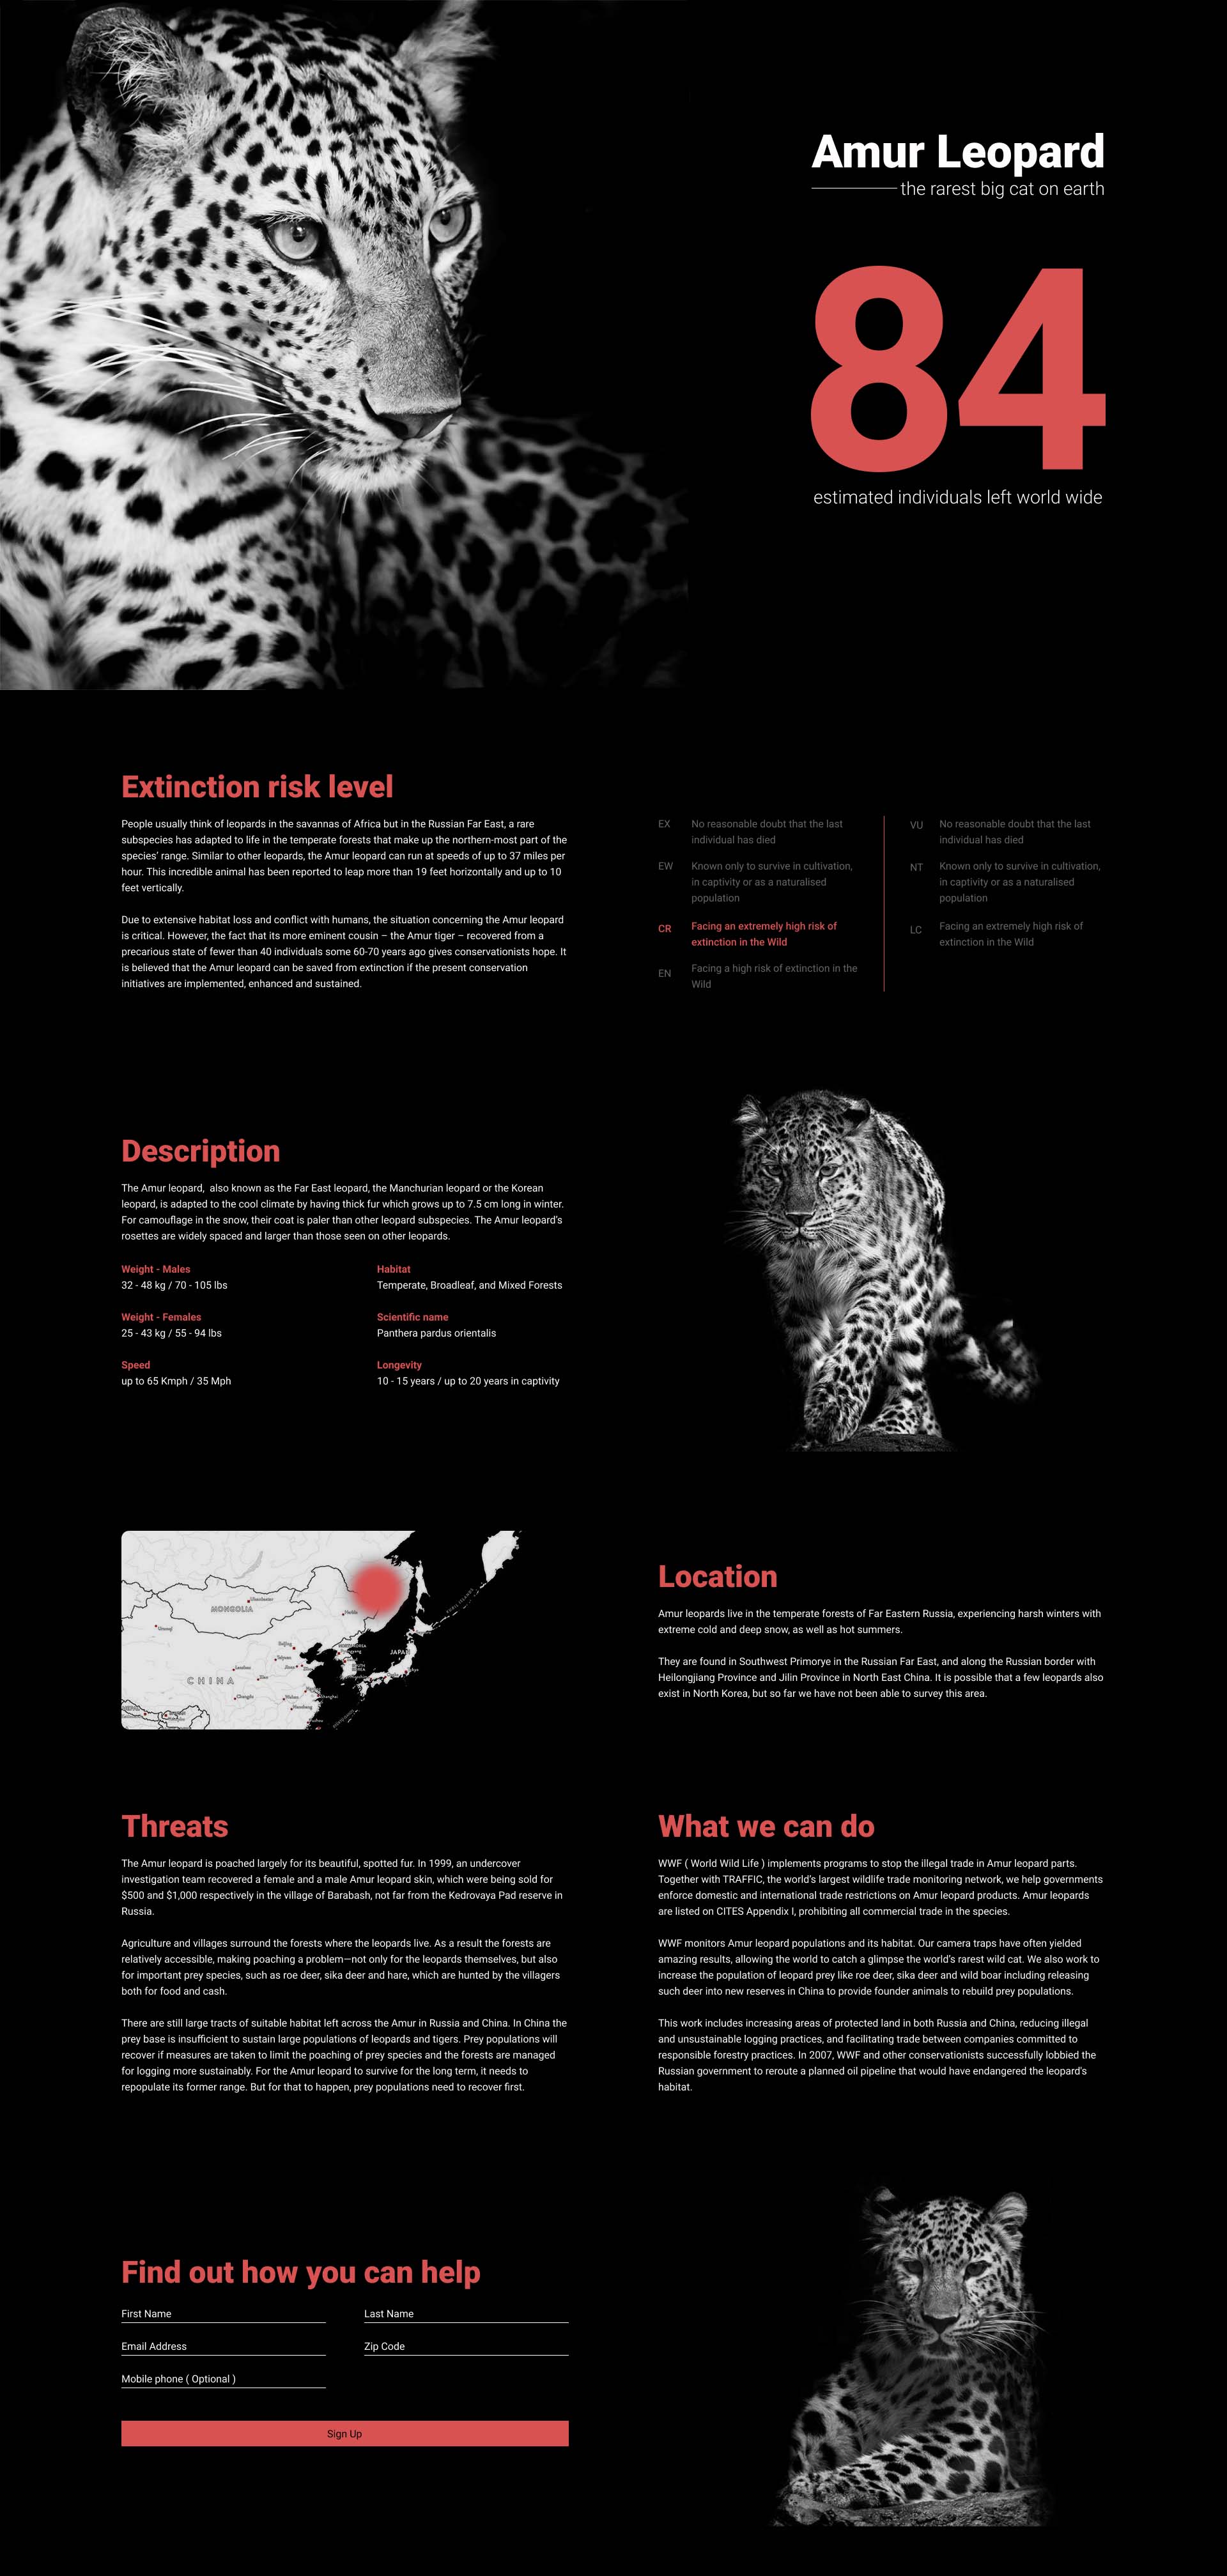 Amur Leopard
the rarest big cat on earth
84
estimated individuals left world wide
Extinction risk level
People usually think of leopards in the savannas of Africa but in the Russian Far East, a rare
subspecies has adapted to life in the temperate forests that make up the northern-most part of the
species' range. Similar to other leopards, the Amur leopard can run at speeds of up to 37 miles per
hour. This incredible animal has been reported to leap more than 19 feet horizontally and up to 10
feet vertically.
Due to extensive habitat loss and conflict with humans, the situation concerning the Amur leopard
is critical. However, the fact that its more eminent cousin – the Amur tiger – recovered from a
precarious state of fewer than 40 individuals some 60-70 years ago gives conservationists hope. It
is believed that the Amur leopard can be saved from extinction if the present conservation
initiatives are implemented, enhanced and sustained.
EX No reasonable doubt that the last
individual has died
EW Known only to survive in cultivation,
in captivity or as a naturalised
population
CR Facing an extremely high risk of
extinction in the Wild
EN Facing a high risk of extinction in the
Wild
VU No reasonable doubt that the last
individual has died
NT Known only to survive in cultivation,
in captivity or as a naturalised
population
LC Facing an extremely high risk of
extinction in the Wild
Description
The Amur leopard,  also known as the Far East leopard, the Manchurian leopard or the Korean
leopard, is adapted to the cool climate by having thick fur which grows up to 7.5 cm long in winter.
For camouflage in the snow, their coat is paler than other leopard subspecies. The Amur leopard's
rosettes are widely spaced and larger than those seen on other leopards.
Weight - Males
32 - 48 kg / 70 - 105 lbs
Habitat
Temperate, Broadleaf, and Mixed Forests
Weight - Females
25 - 43 kg / 55 - 94 lbs
Scientific name
Panthera pardus orientalis
Speed
up to 65 Kmph / 35 Mph
Longevity
10 - 15 years / up to 20 years in captivity
MONGOLIA
CHINA
JAPAN
Beijing
Shanghai
Location
Amur leopards live in the temperate forests of Far Eastern Russia, experiencing harsh winters with
extreme cold and deep snow, as well as hot summers.
They are found in Southwest Primorye in the Russian Far East, and along the Russian border with
Heilongjiang Province and Jilin Province in North East China. It is possible that a few leopards also
exist in North Korea, but so far we have not been able to survey this area.
Threats
The Amur leopard is poached largely for its beautiful, spotted fur. In 1999, an undercover
investigation team recovered a female and a male Amur leopard skin, which were being sold for
$500 and $1,000 respectively in the village of Barabash, not far from the Kedrovaya Pad reserve in
Russia.
Agriculture and villages surround the forests where the leopards live. As a result the forests are
relatively accessible, making poaching a problem—not only for the leopards themselves, but also
for important prey species, such as roe deer, sika deer and hare, which are hunted by the villagers
both for food and cash.
There are still large tracts of suitable habitat left across the Amur in Russia and China. In China the
prey base is insufficient to sustain large populations of leopards and tigers. Prey populations will
recover if measures are taken to limit the poaching of prey species and the forests are managed
for logging more sustainably. For the Amur leopard to survive for the long term, it needs to
repopulate its former range. But for that to happen, prey populations need to recover first.
What we can do
WWF ( World Wild Life ) implements programs to stop the illegal trade in Amur leopard parts.
Together with TRAFFIC, the world's largest wildlife trade monitoring network, we help governments
enforce domestic and international trade restrictions on Amur leopard products. Amur leopards
are listed on CITES Appendix I, prohibiting all commercial trade in the species.
WWF monitors Amur leopard populations and its habitat. Our camera traps have often yielded
amazing results, allowing the world to catch a glimpse the world's rarest wild cat. We also work to
increase the population of leopard prey like roe deer, sika deer and wild boar including releasing
such deer into new reserves in China to provide founder animals to rebuild prey populations.
This work includes increasing areas of protected land in both Russia and China, reducing illegal
and unsustainable logging practices, and facilitating trade between companies committed to
responsible forestry practices. In 2007, WWF and other conservationists successfully lobbied the
Russian government to reroute a planned oil pipeline that would have endangered the leopard's
habitat.
Find out how you can help
First Name
Last Name
Email Address
Zip Code
Mobile phone ( Optional )
Sign Up